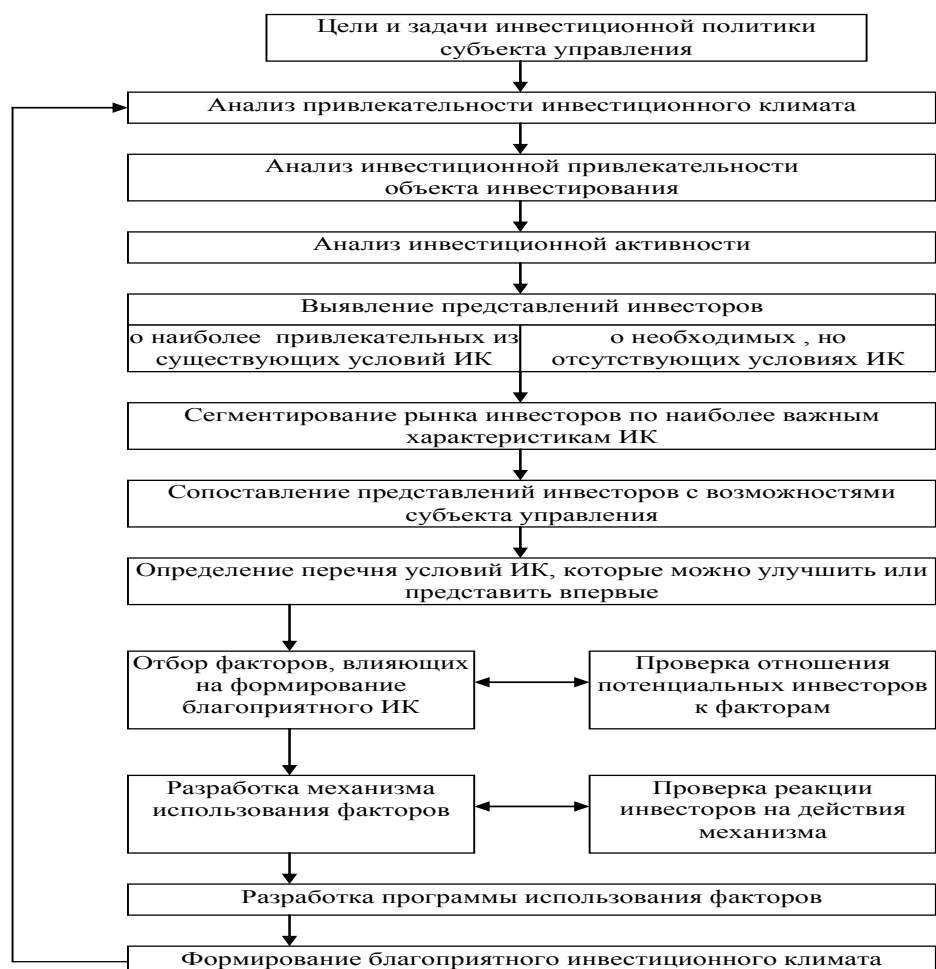 Цели и задачи инвестиционной политики
субъекта управления
Анализ привлекательности инвестиционного климата
Анализ инвестиционной привлекательности
объекта инвестирования
Анализ инвестиционной активности
Выявление представлений инвесторов
о наиболее привлекательных из
существующих условий ИК
о необходимых , но
отсутствующих условиях ИК
Сегментирование рынка инвесторов по наиболее важным
характеристикам ИК
Сопоставление представлений инвесторов с возможностями
субъекта управления
Определение перечня условий ИК, которые можно улучшить или
представить впервые
Отбор факторов, влияющих
на формирование
благоприятного ИК
Проверка отношения
потенциальных инвесторов
к факторам
Разработка механизма
использования факторов
Проверка реакции
инвесторов на действия
механизма
Разработка программы использования факторов
Формирование благоприятного инвестиционного климата